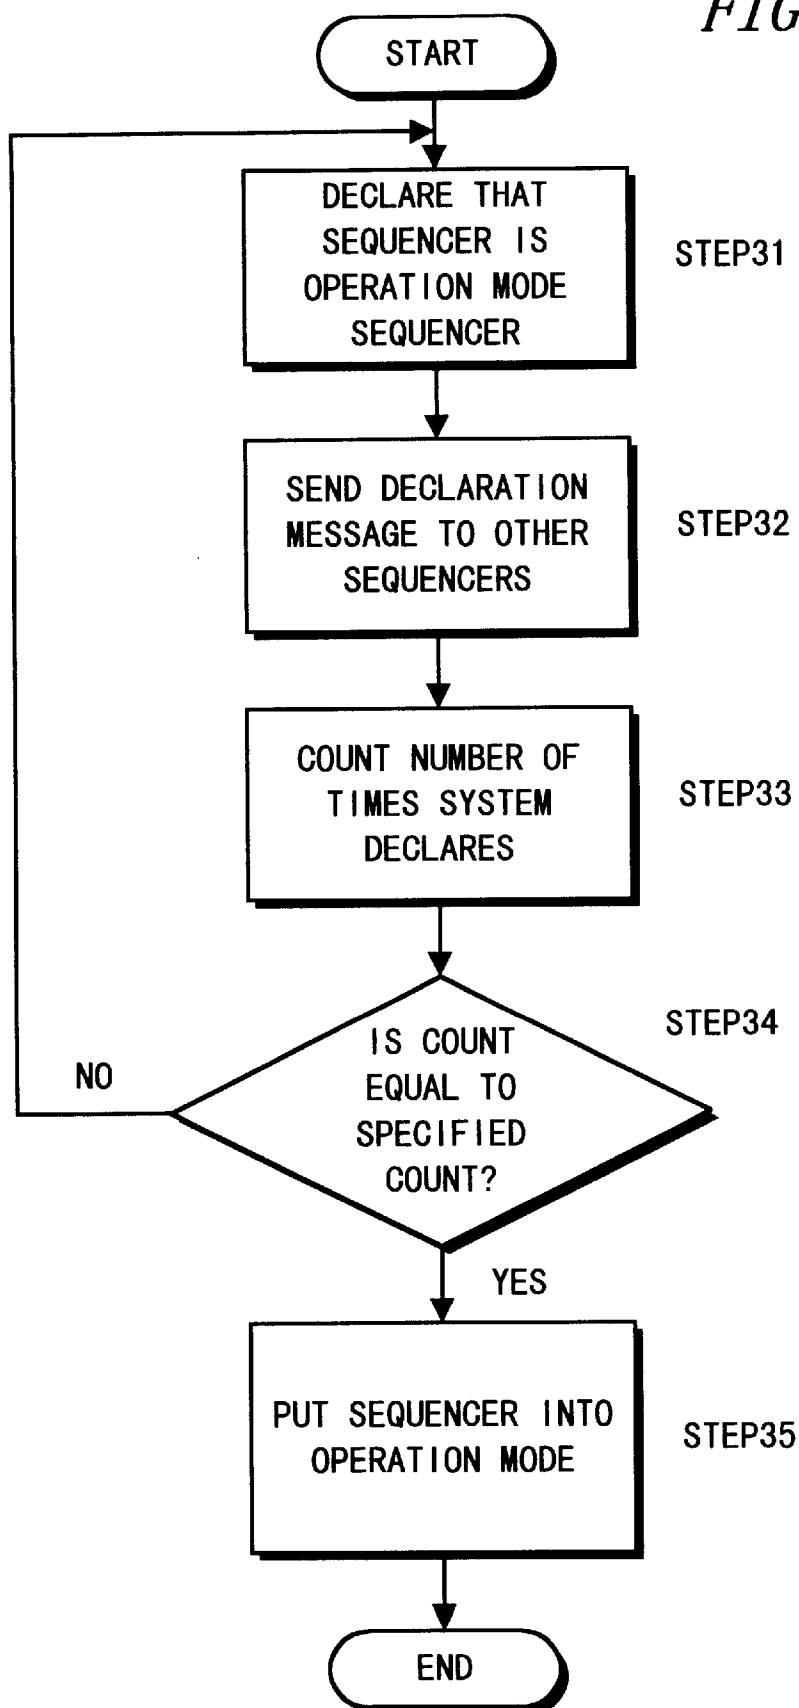 FIG
START
DECLARE THAT
SEQUENCER IS
OPERATION MODE
SEQUENCER
STEP31
SEND DECLARATION
MESSAGE TO OTHER
SEQUENCERS
STEP32
COUNT NUMBER OF
TIMES SYSTEM
DECLARES
STEP33
IS COUNT
EQUAL TO
SPECIFIED
COUNT?
STEP34
NO
YES
PUT SEQUENCER INTO
OPERATION MODE
STEP35
END